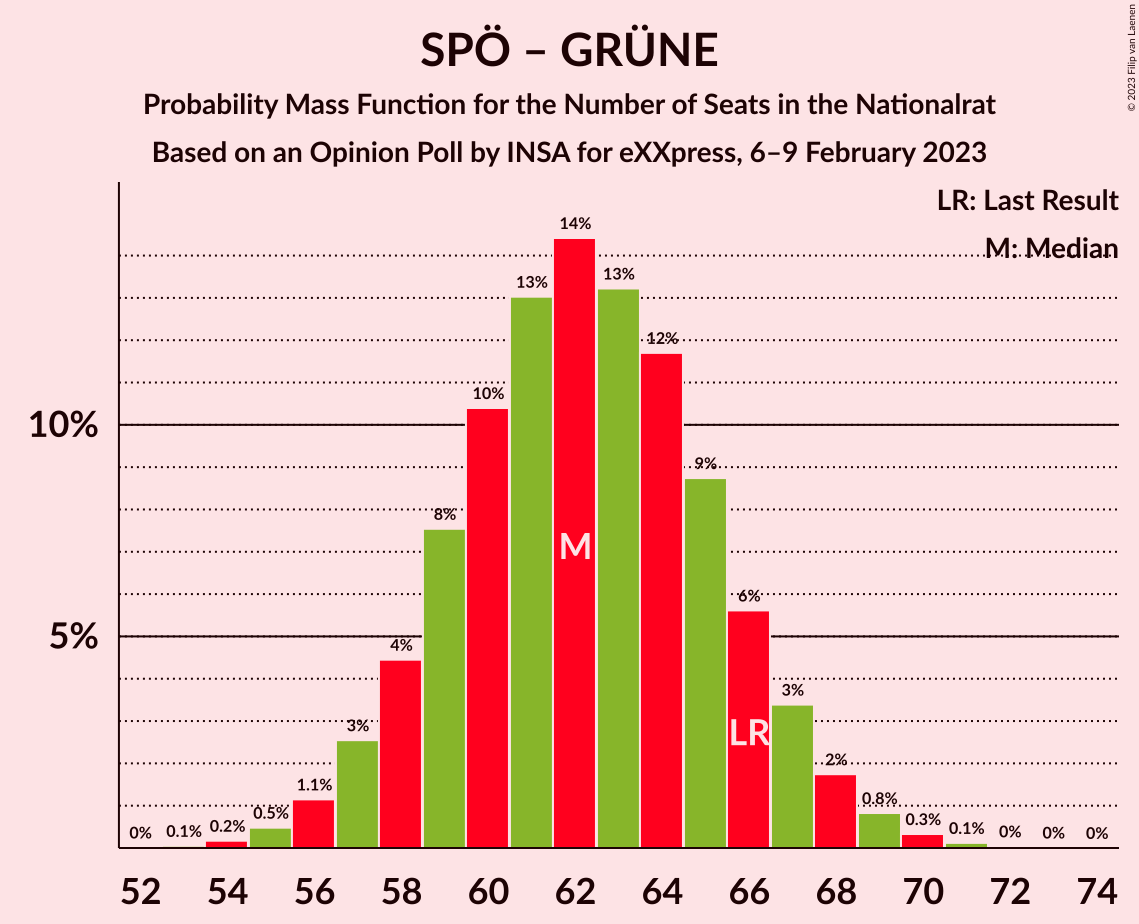 SPÖ – GRÜNE
Probability Mass Function for the Number of Seats in the Nationalrat
Based on an Opinion Poll by INSA for eXXpress, 6–9 February 2023
© 2023 Filip van Laenen
LR: Last Result
M: Median
10%
5%
0%
0.1%
0.2%
0.5%
1.1%
3%
4%
8%
10%
13%
14%
13%
12%
9%
6%
3%
2%
0.8%
0.3%
0.1%
0%
0%
0%
M
LR
52 54 56 58 60 62 64 66 68 70 72 74